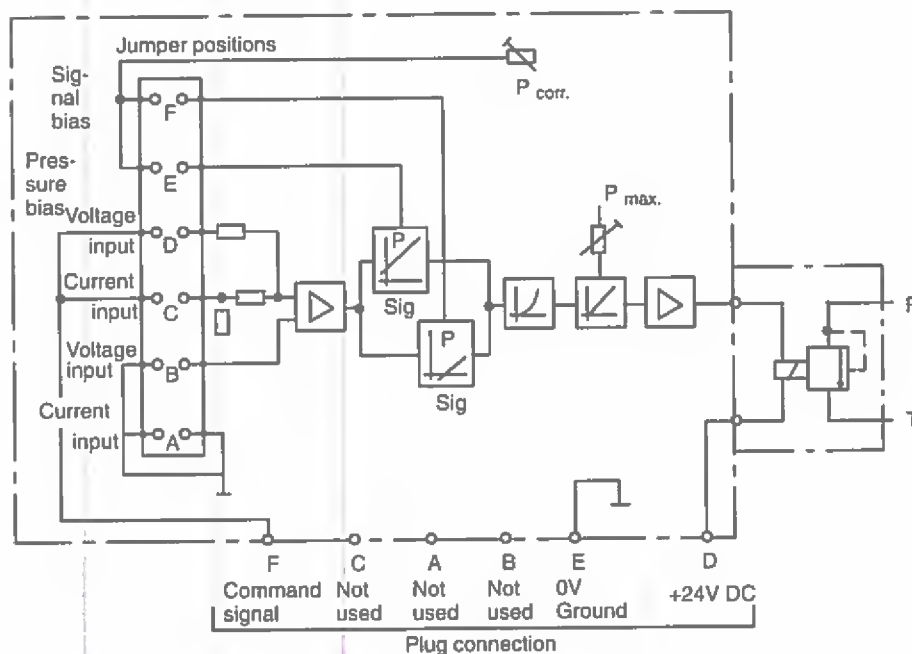 Jumper positions
P corr.
Sig-
nal
bias
F
Pres-
sure
bias
E
P max.
Voltage
input
D
P
Sig
Current
input
C
P
Sig
Voltage
input
B
Current
input
A
P
T
F C A B E D
Command
signal
Not
used
Not
used
Not
used
0V
Ground
+24V DC
Plug connection